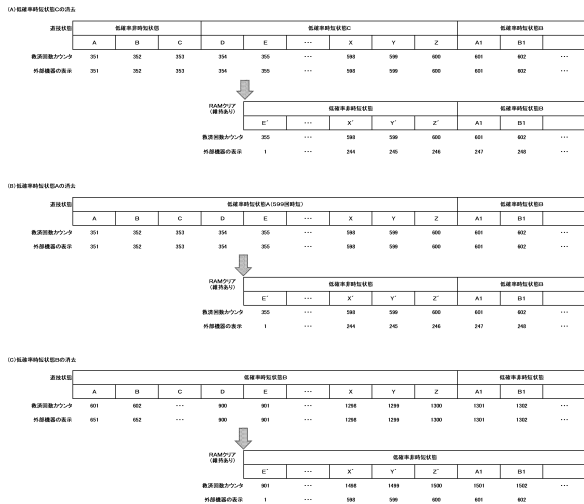 (A)低確率時短状態Cの消去
遊技状態 低確率非時短状態 低確率時短状態C 低確率時短状態B
A B C D E ・・・ X Y Z A1 B1
救済回数カウンタ 351 352 353 354 355 ・・・ 598 599 600 601 602 ・・・
外部機器の表示 351 352 353 354 355 ・・・ 598 599 600 601 602 ・・・
RAMクリア 低確率非時短状態 低確率時短状態B
(維持あり)
E' ・・・ X' Y' Z' A1 B1
救済回数カウンタ 355 ・・・ 598 599 600 601 602 ・・・
外部機器の表示 1 ・・・ 244 245 246 247 248 ・・・
(B)低確率時短状態Aの消去
遊技状態 低確率時短状態A(599回時短) 低確率時短状態B
A B C D E ・・・ X Y Z A1 B1
救済回数カウンタ 351 352 353 354 355 ・・・ 598 599 600 601 602 ・・・
外部機器の表示 351 352 353 354 355 ・・・ 598 599 600 601 602 ・・・
RAMクリア 低確率非時短状態 低確率時短状態B
(維持あり)
E' ・・・ X' Y' Z' A1 B1
救済回数カウンタ 355 ・・・ 598 599 600 601 602 ・・・
外部機器の表示 1 ・・・ 244 245 246 247 248 ・・・
(C)低確率時短状態Bの消去
遊技状態 低確率時短状態B 低確率非時短状態
A B ・・・ D E ・・・ X Y Z A1 B1
救済回数カウンタ 601 602 ・・・ 900 901 ・・・ 1298 1299 1300 1301 1302 ・・・
外部機器の表示 651 652 ・・・ 900 901 ・・・ 1298 1299 1300 1301 1302 ・・・
RAMクリア 低確率非時短状態
(維持あり)
E' ・・・ X' Y' Z' A1 B1
救済回数カウンタ 901 ・・・ 1498 1499 1500 1501 1502 ・・・
外部機器の表示 1 ・・・ 598 599 600 601 602 ・・・